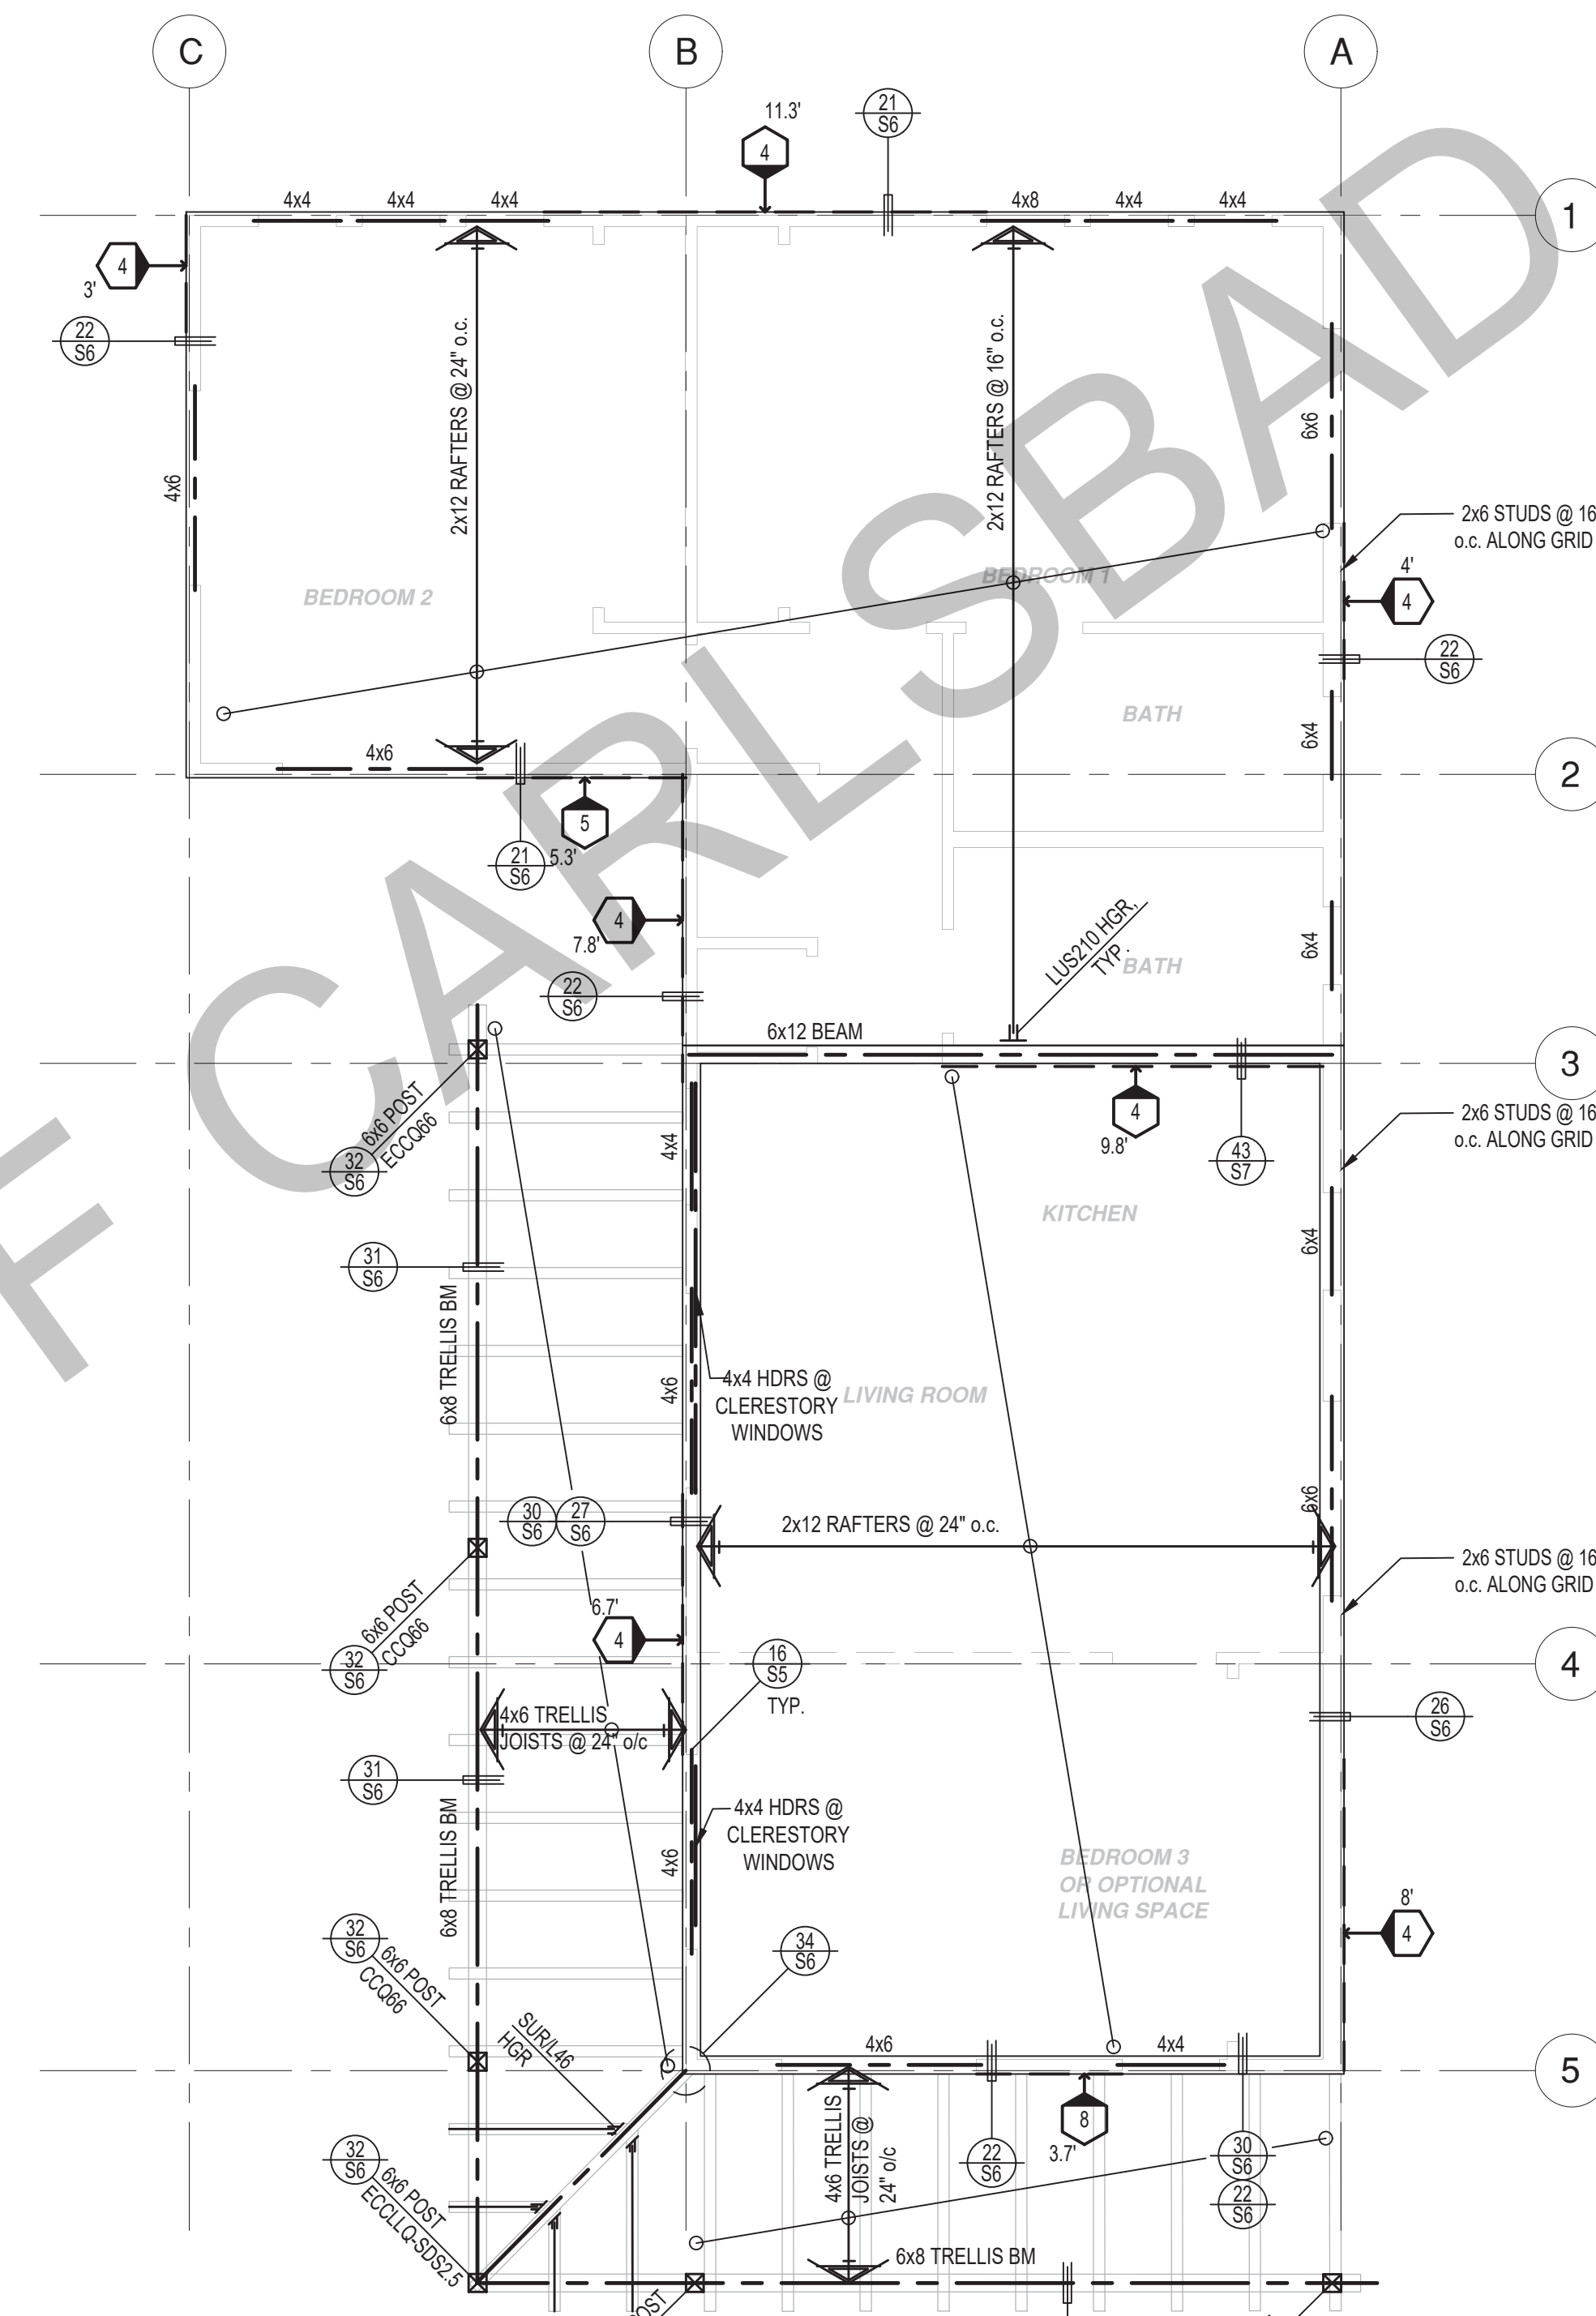 C
B
A
11.3'
21
S6
4
4x4
4x4
4x4
4x8
4x4
4x4
1
4
3'
22
S6
2x12 RAFTERS @ 24" o.c.
2x12 RAFTERS @ 16" o.c.
6x6
4x6
2x6 STUDS @ 16
o.c. ALONG GRID
BEDROOM 1
4'
4
BEDROOM 2
22
S6
BATH
6x4
4x6
2
5
5.3'
21
S6
4
7.8'
LUS210 HGR,
TYP.
BATH
6x4
22
S6
6x12 BEAM
3
6x6 POST
ECCQ66
32
S6
4x4
4
9.8'
43
S7
2x6 STUDS @ 16
o.c. ALONG GRID
KITCHEN
6x4
31
S6
6x8 TRELLIS BM
4x6
4x4 HDRS @
CLERESTORY
WINDOWS
LIVING ROOM
6x6
30
S6
27
S6
2x12 RAFTERS @ 24" o.c.
2x6 STUDS @ 16
o.c. ALONG GRID
6x6 POST
CCQ66
32
S6
6.7'
4
16
S5
TYP.
4
4x6 TRELLIS
JOISTS @ 24" o/c
26
S6
31
S6
6x8 TRELLIS BM
4x6
4x4 HDRS @
CLERESTORY
WINDOWS
BEDROOM 3
OR OPTIONAL
LIVING SPACE
8'
4
32
S6
6x6 POST
CCQ66
34
S6
SUR/L46
HGR
4x6
4x4
5
8
3.7'
4x6 TRELLIS
JOISTS @
24" o/c
22
S6
30
S6
22
S6
32
S6
6x6 POST
ECCLLQ-SDS2.5
6x8 TRELLIS BM
POST
F CARLSBAD